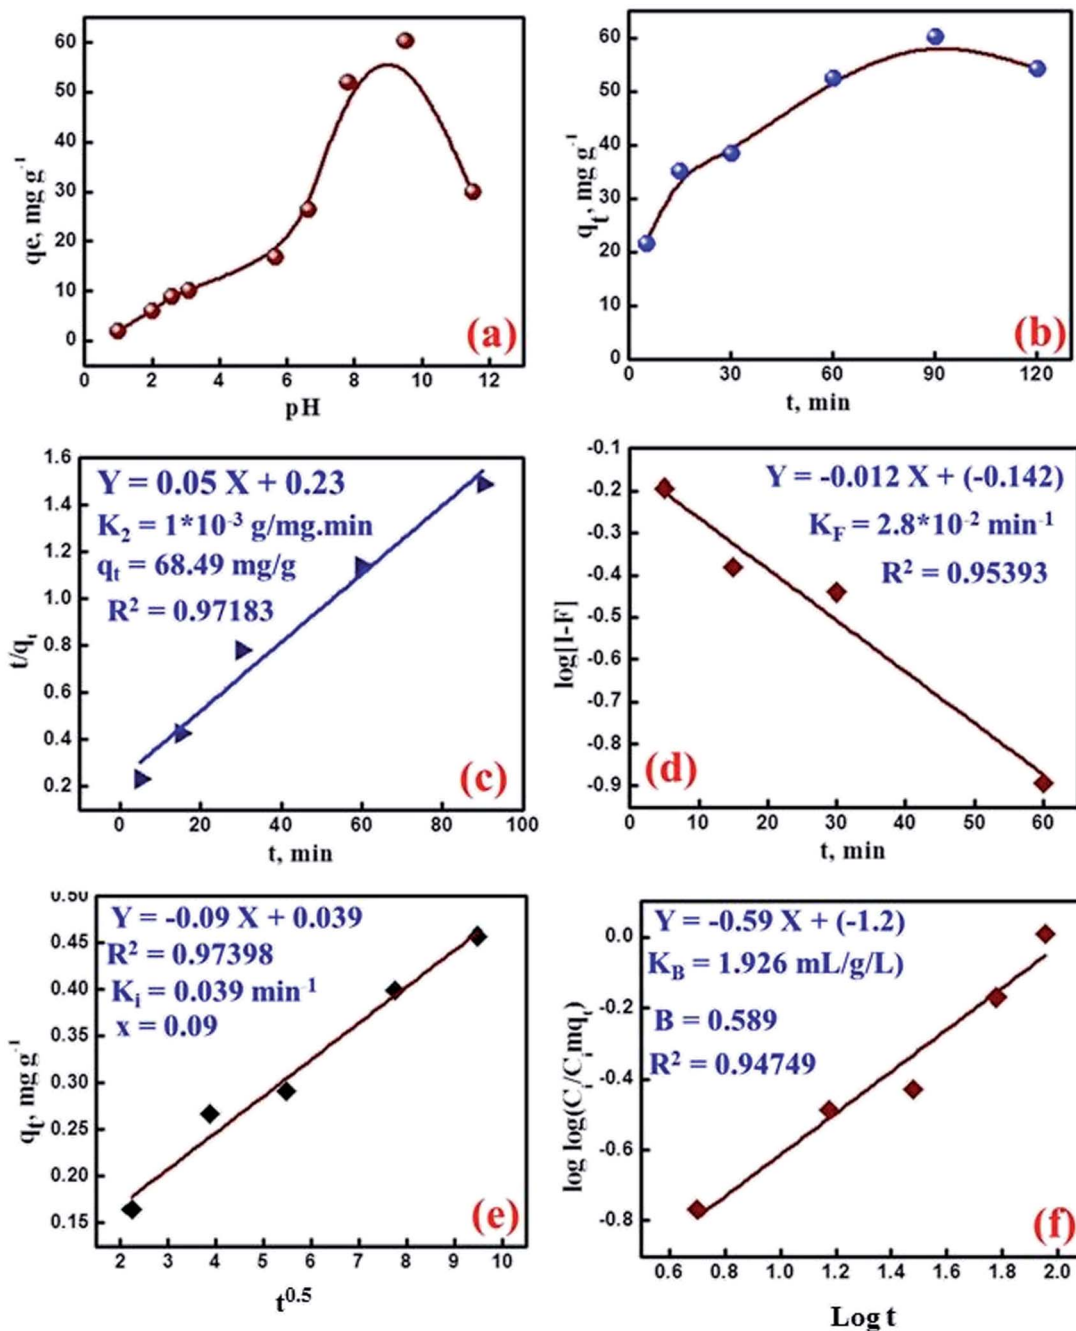 60
50
40
30
20
10
0
qe, mg g⁻¹
0 2 4 6 8 10 12
pH
(a)
60
50
40
30
20
10
0
qₜ, mg g⁻¹
0 30 60 90 120
t, min
(b)
1.6
1.4
1.2
1.0
0.8
0.6
0.4
0.2
t/qₜ
Y = 0.05 X + 0.23
K₂ = 1*10⁻³ g/mg.min
qₜ = 68.49 mg/g
R² = 0.97183
(c)
0 20 40 60 80 100
t, min
-0.1
-0.2
-0.3
-0.4
-0.5
-0.6
-0.7
-0.8
-0.9
log[1-F]
Y = -0.012 X + (-0.142)
K_F = 2.8*10⁻² min⁻¹
R² = 0.95393
(d)
0 10 20 30 40 50 60
t, min
0.50
0.45
0.40
0.35
0.30
0.25
0.20
0.15
qₜ, mg g⁻¹
Y = -0.09 X + 0.039
R² = 0.97398
Kᵢ = 0.039 min⁻¹
x = 0.09
(e)
2 3 4 5 6 7 8 9 10
t⁰·⁵
0.0
-0.2
-0.4
-0.6
-0.8
log log(Cᵢ/Cᵢmqₜ)
Y = -0.59 X + (-1.2)
K_B = 1.926 mL/g/L)
B = 0.589
R² = 0.94749
(f)
0.6 0.8 1.0 1.2 1.4 1.6 1.8 2.0
Log t